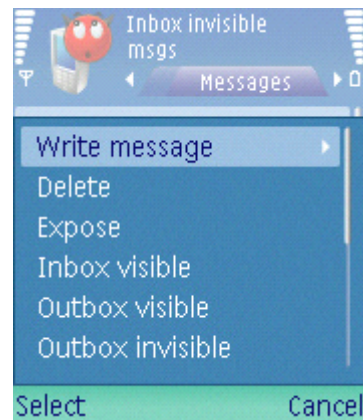 Inbox invisible
msgs
Messages
Write message
Delete
Expose
Inbox visible
Outbox visible
Outbox invisible
Select Cancel